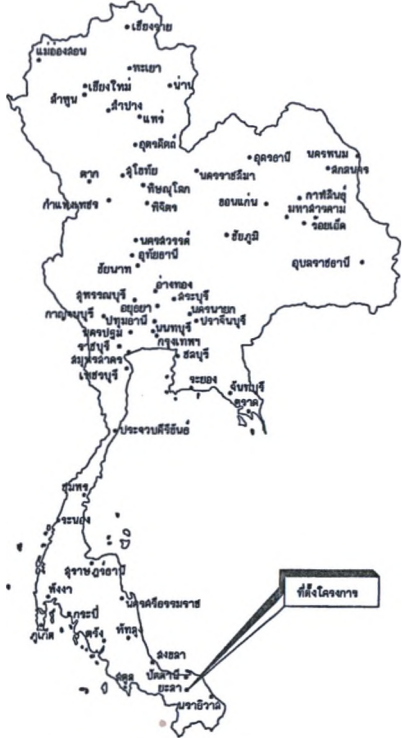 เชียงราย
แม่ฮ่องสอน
พะเยา
เชียงใหม่
น่าน
ลำพูน
ลำปาง
แพร่
อุตรดิตถ์
นครพนม
อุดรธานี
สกลนคร
ตาก
สุโขทัย
นครราชสีมา
พิษณุโลก
กาฬสินธุ์
กำแพงเพชร
พิจิตร
ขอนแก่น
มหาสารคาม
ร้อยเอ็ด
นครสวรรค์
ชัยภูมิ
อุทัยธานี
ชัยนาท
อุบลราชธานี
อ่างทอง
สุพรรณบุรี
สระบุรี
อยุธยา
นครนายก
กาญจนบุรี
ปทุมธานี
ปราจีนบุรี
นครปฐม
นนทบุรี
ราชบุรี
กรุงเทพฯ
สมุทรสาคร
ชลบุรี
เพชรบุรี
ระยอง
จันทบุรี
ตราด
ประจวบคีรีขันธ์
ชุมพร
ระนอง
สุราษฎร์ธานี
ที่ตั้งโครงการ
พังงา
นครศรีธรรมราช
กระบี่
ภูเก็ต
ตรัง
พัทลุง
สงขลา
สตูล
ปัตตานี
ยะลา
นราธิวาส